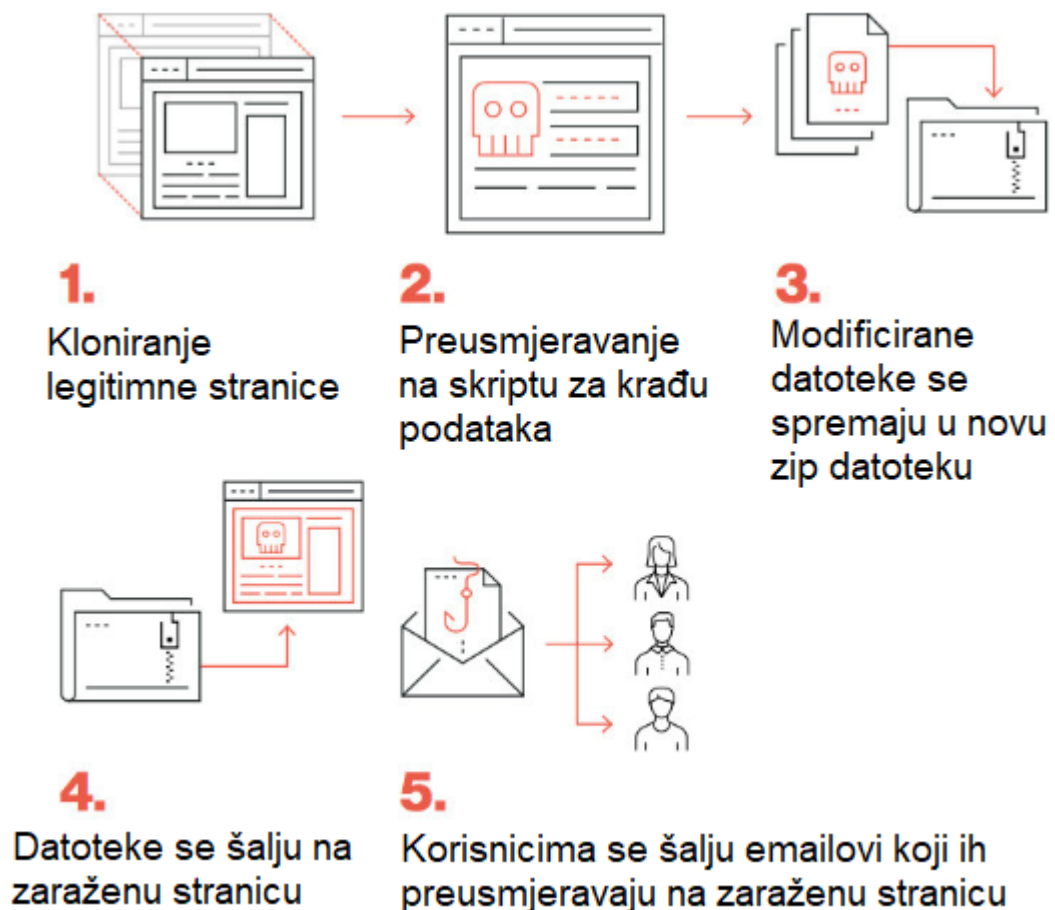 1.
Kloniranje
legitimne stranice
2.
Preusmjeravanje
na skriptu za krađu
podataka
3.
Modificirane
datoteke se
spremaju u novu
zip datoteku
4.
Datoteke se šalju na
zaraženu stranicu
5.
Korisnicima se šalju emailovi koji ih
preusmjeravaju na zaraženu stranicu